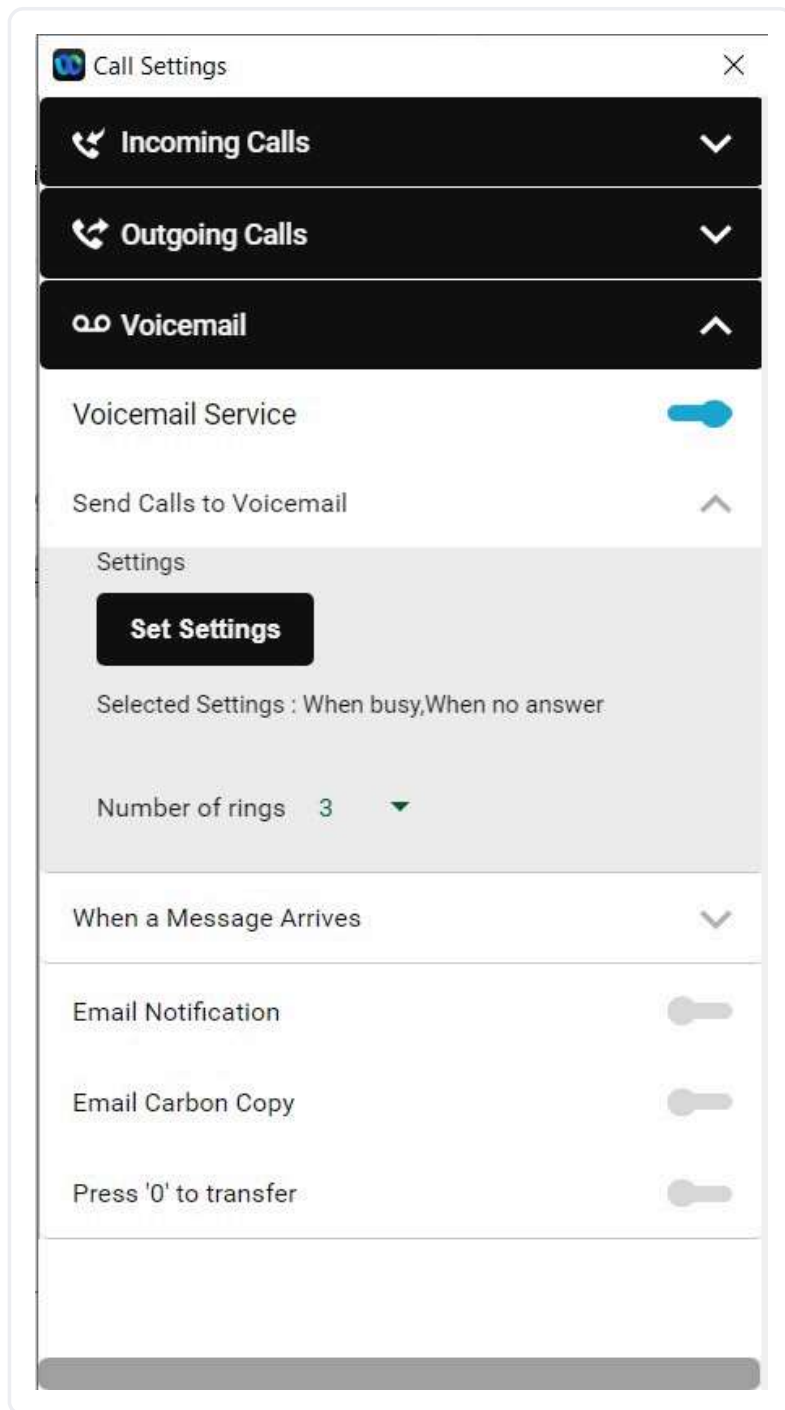 Call Settings
Incoming Calls
Outgoing Calls
Voicemail
Voicemail Service
Send Calls to Voicemail
Settings
Set Settings
Selected Settings : When busy,When no answer
Number of rings 3
When a Message Arrives
Email Notification
Email Carbon Copy
Press '0' to transfer